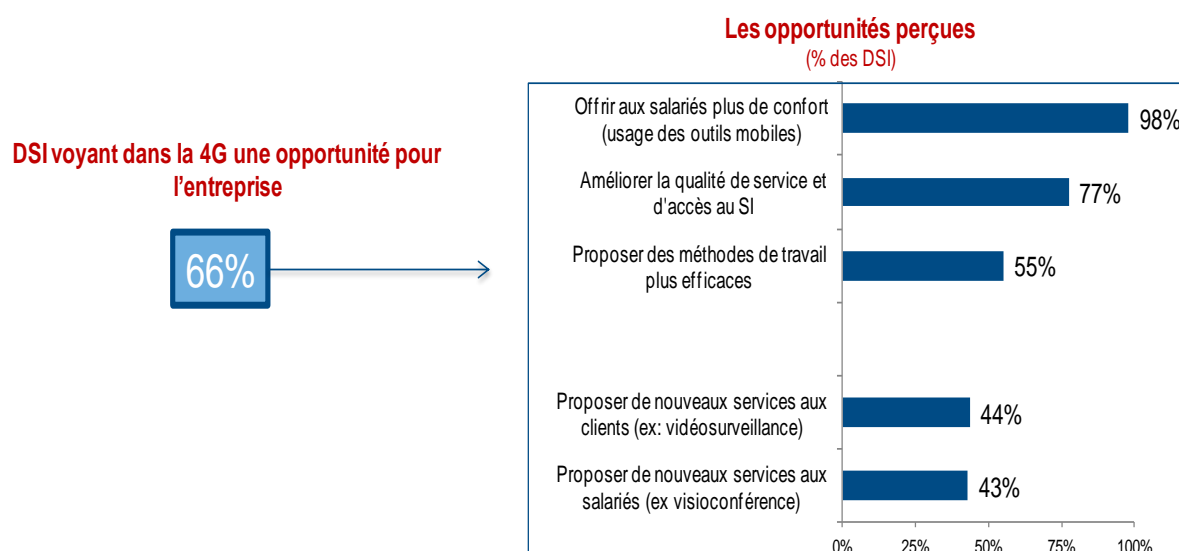 Les opportunités perçues
(% des DSI)
DSI voyant dans la 4G une opportunité pour
l'entreprise
66%
Offrir aux salariés plus de confort
(usage des outils mobiles)
98%
Améliorer la qualité de service et
d'accès au SI
77%
Proposer des méthodes de travail
plus efficaces
55%
Proposer de nouveaux services aux
clients (ex: vidéosurveillance)
44%
Proposer de nouveaux services aux
salariés (ex visioconférence)
43%
0% 25% 50% 75% 100%